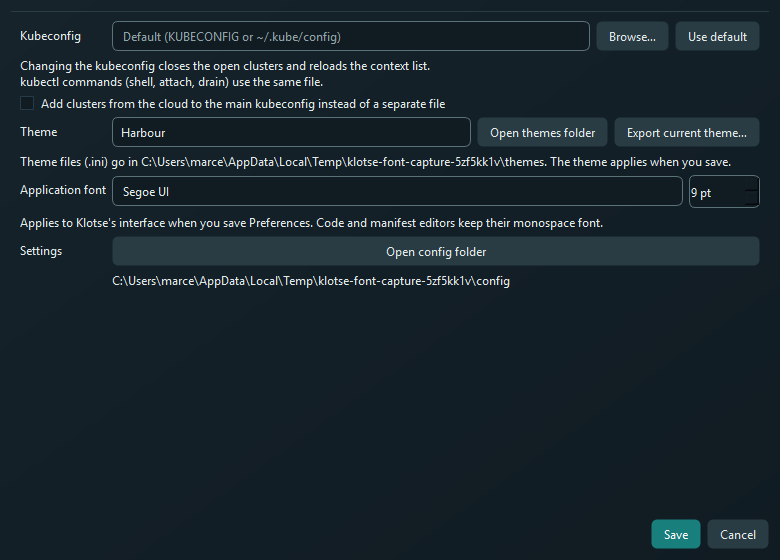 Kubeconfig
Default (KUBECONFIG or ~/.kube/config)
Browse...
Use default
Changing the kubeconfig closes the open clusters and reloads the context list.
kubectl commands (shell, attach, drain) use the same file.
Add clusters from the cloud to the main kubeconfig instead of a separate file
Theme
Harbour
Open themes folder
Export current theme...
Theme files (.ini) go in C:\Users\marce\AppData\Local\Temp\klotse-font-capture-5zf5kk1v\themes. The theme applies when you save.
Application font
Segoe UI
9 pt
Applies to Klotse's interface when you save Preferences. Code and manifest editors keep their monospace font.
Settings
Open config folder
C:\Users\marce\AppData\Local\Temp\klotse-font-capture-5zf5kk1v\config
Save
Cancel